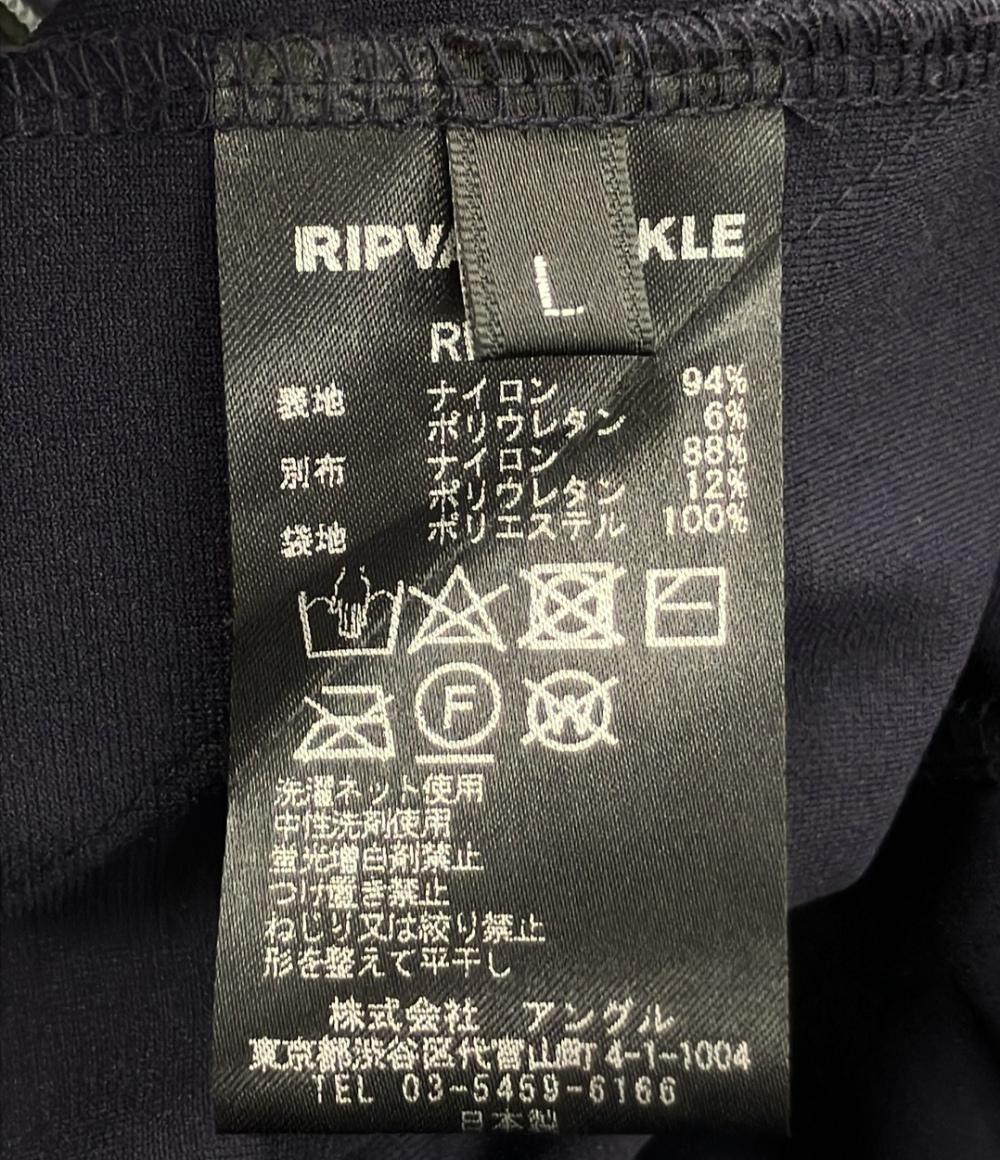 RIPVA KLE
L
表地 ナイロン 94%
ポリウレタン 6%
別布 ナイロン 88%
ポリウレタン 12%
袋地 ポリエステル 100%
F
W
洗濯ネット使用
中性洗剤使用
蛍光増白剤禁止
つけ置き禁止
ねじり又は絞り禁止
形を整えて平干し
株式会社 アングル
東京都渋谷区代官山町4-1-1004
TEL 03-5459-6166
日本製